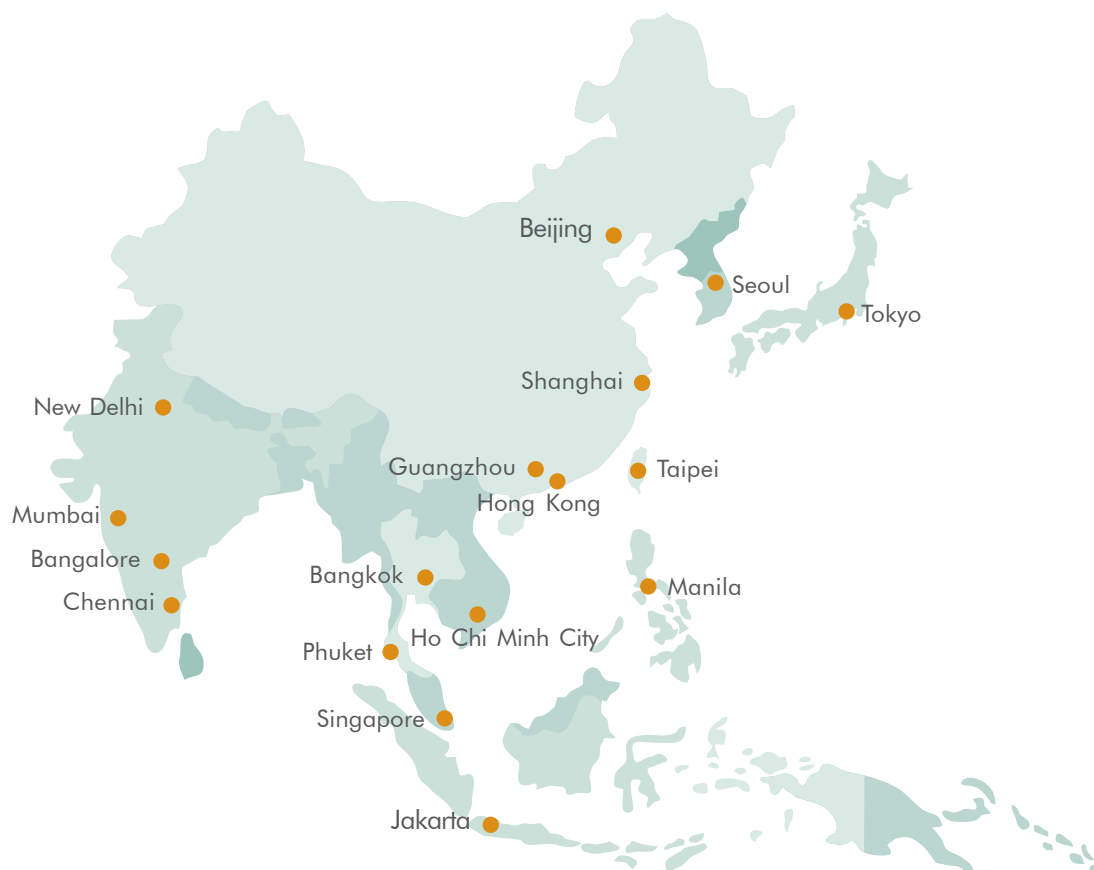 Beijing
Seoul
Tokyo
Shanghai
New Delhi
Guangzhou
Taipei
Hong Kong
Mumbai
Bangalore
Bangkok
Manila
Chennai
Ho Chi Minh City
Phuket
Singapore
Jakarta